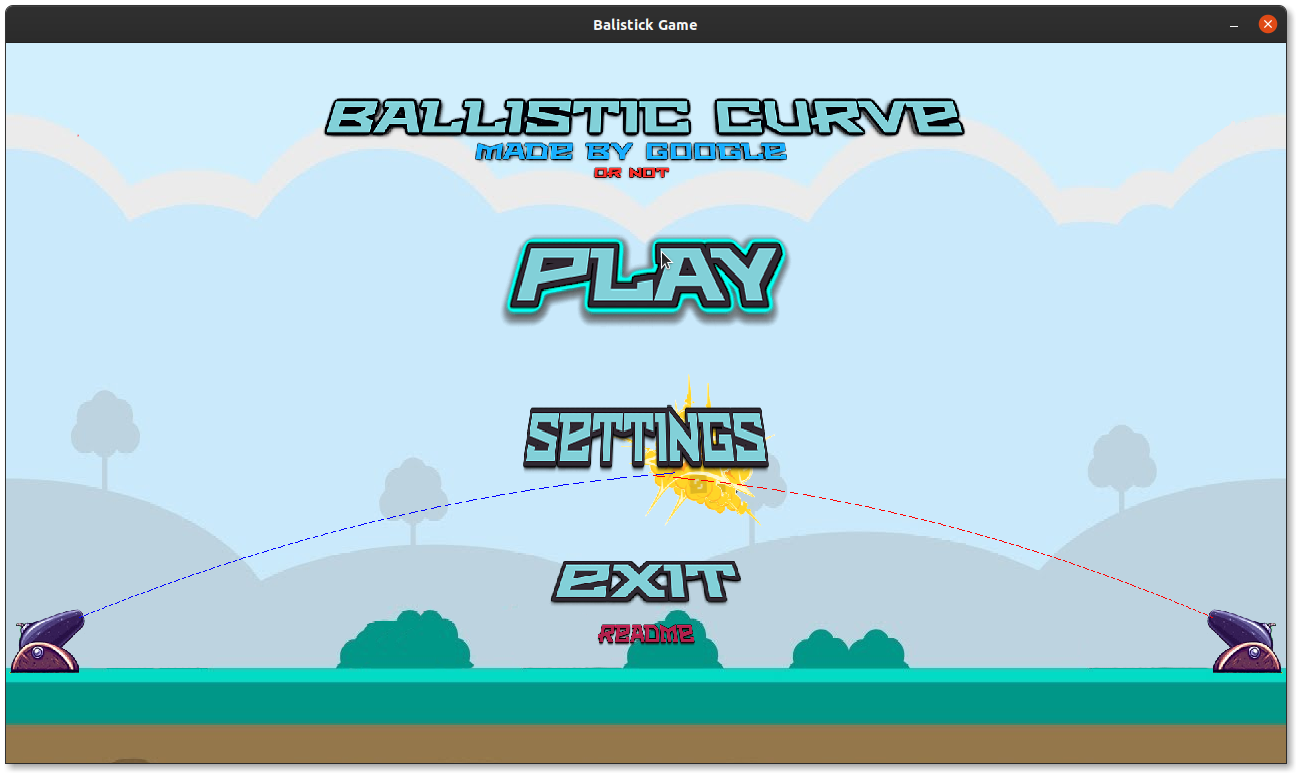 Balistick Game
BALLISTIC CURVE
MADE BY GOOGLE
OR NOT
PLAY
SETTINGS
EXIT
README